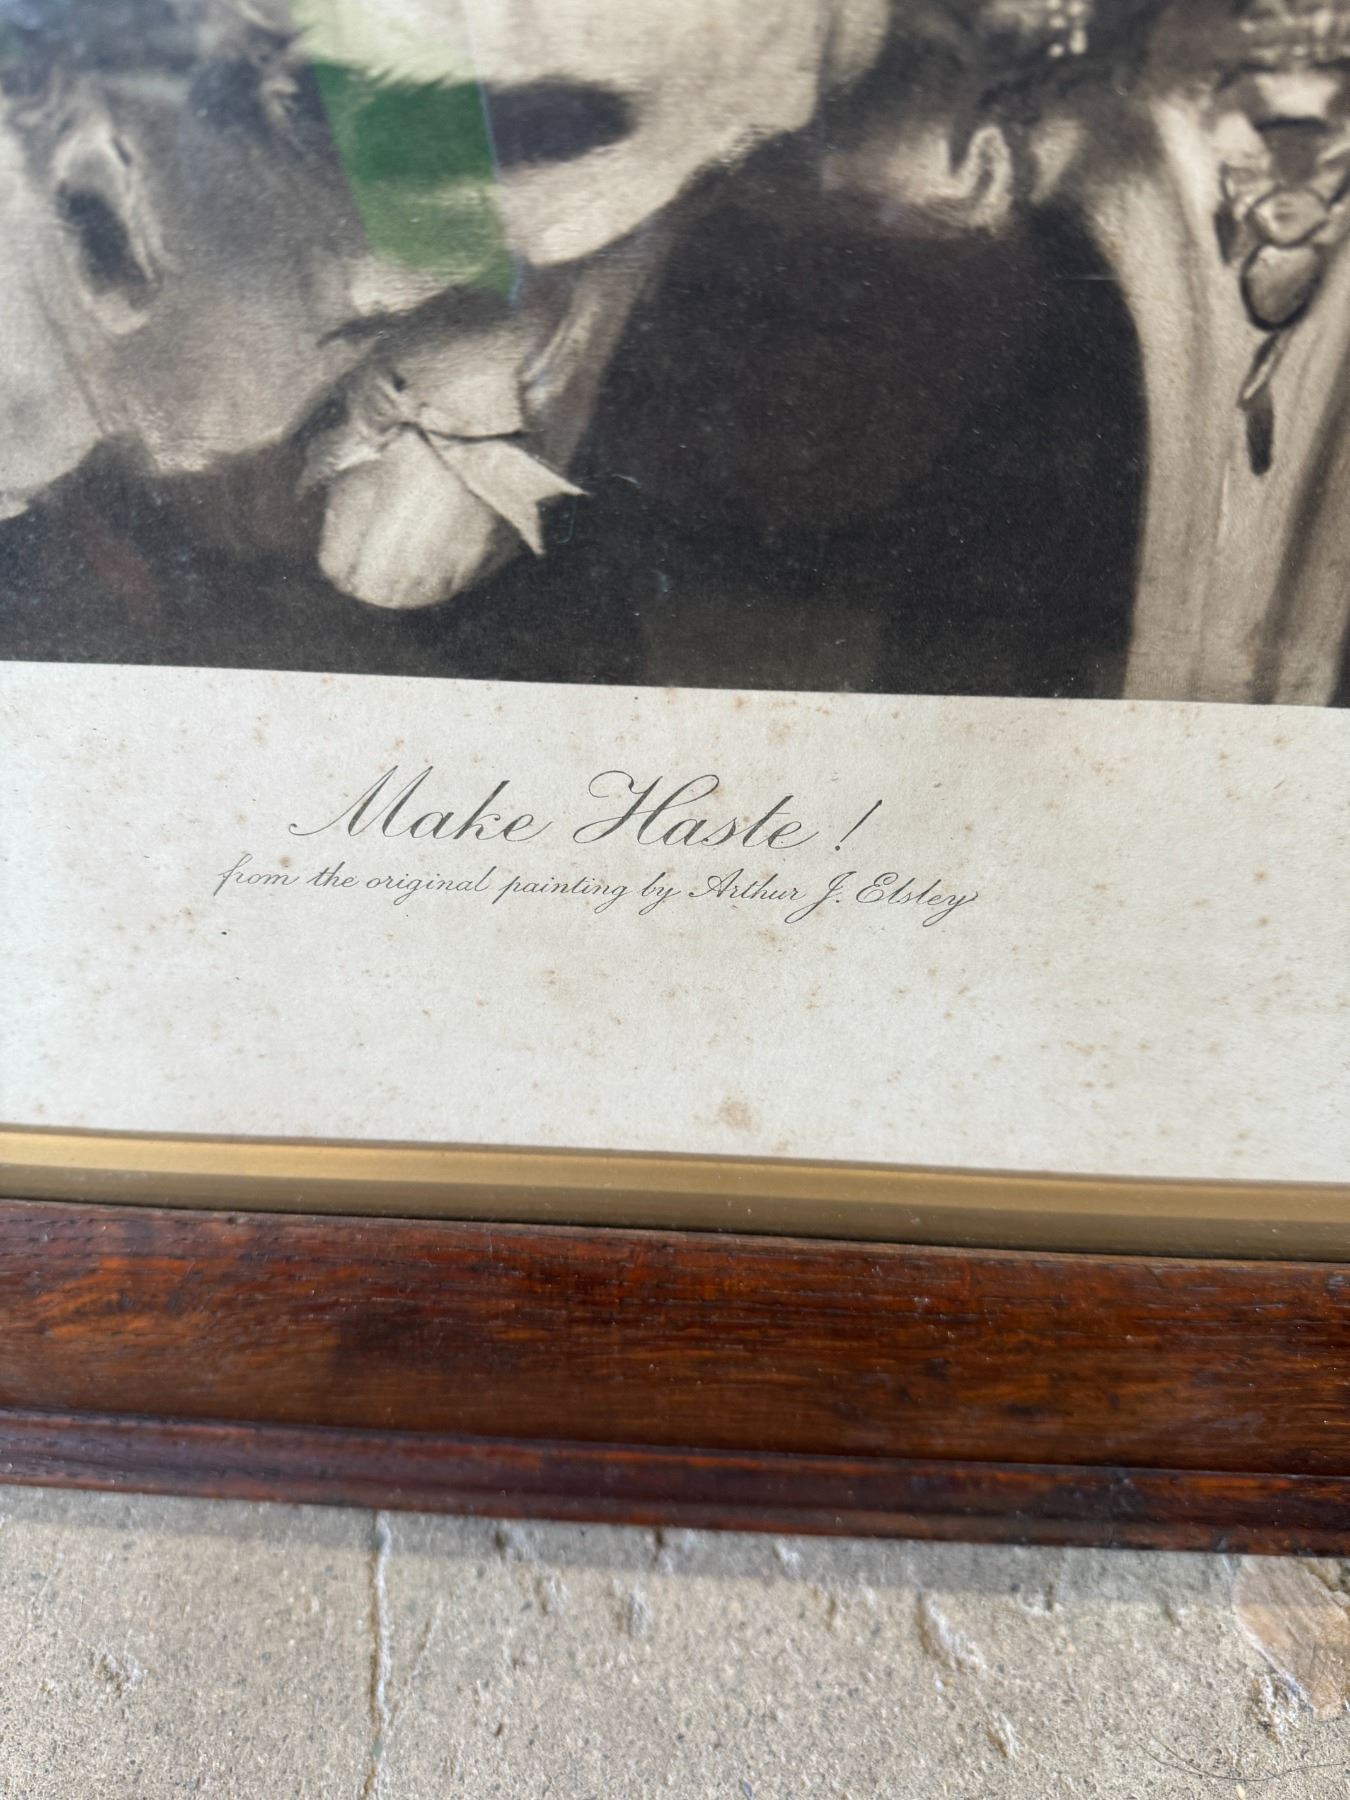 Make Haste!
from the original painting by Arthur J. Elsley